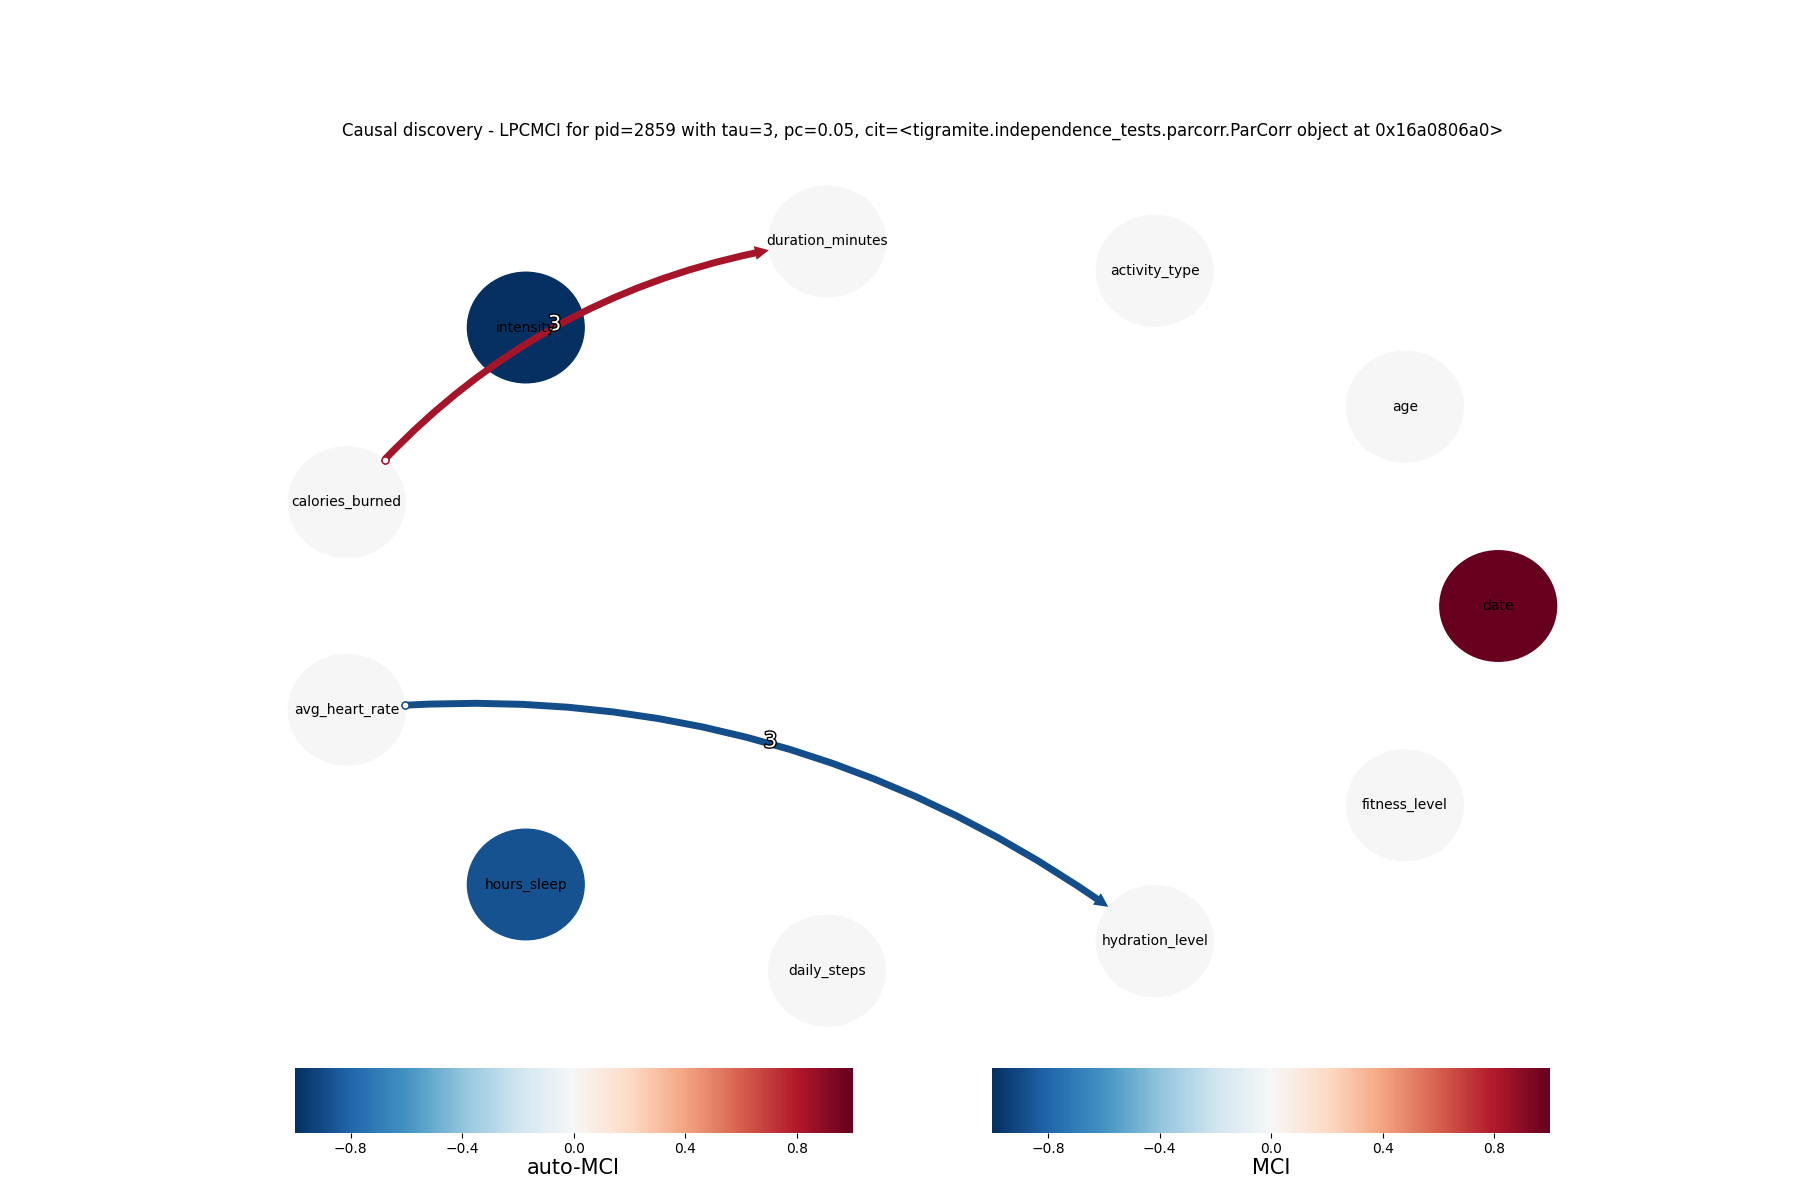 Causal discovery - LPCMCI for pid=2859 with tau=3, pc=0.05, cit=<tigramite.independence_tests.parcorr.ParCorr object at 0x16a0806a0>
duration_minutes
activity_type
intensity
3
age
calories_burned
date
avg_heart_rate
3
fitness_level
hours_sleep
hydration_level
daily_steps
−0.8 −0.4 0.0 0.4 0.8
auto-MCI
−0.8 −0.4 0.0 0.4 0.8
MCI